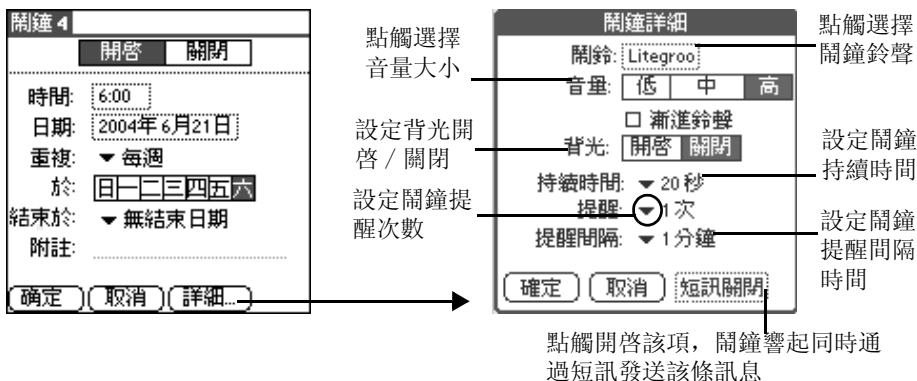 鬧鐘 4
開啓 關閉
時間: 6:00
日期: 2004年 6月21日
重複: 每週
於: 日一二三四五六
結束於: 無結束日期
附註:
確定 取消 詳細...
點觸選擇
音量大小
設定背光開
啓／關閉
設定鬧鐘提
醒次數
鬧鐘詳細
鬧鈴: Litegroo
音量: 低 中 高
漸進鈴聲
背光: 開啓 關閉
持續時間: 20 秒
提醒: 1 次
提醒間隔: 1 分鐘
確定 取消 短訊關閉
點觸選擇
鬧鐘鈴聲
設定鬧鐘
持續時間
設定鬧鐘
提醒間隔
時間
點觸開啓該項，鬧鐘響起同時通
過短訊發送該條訊息